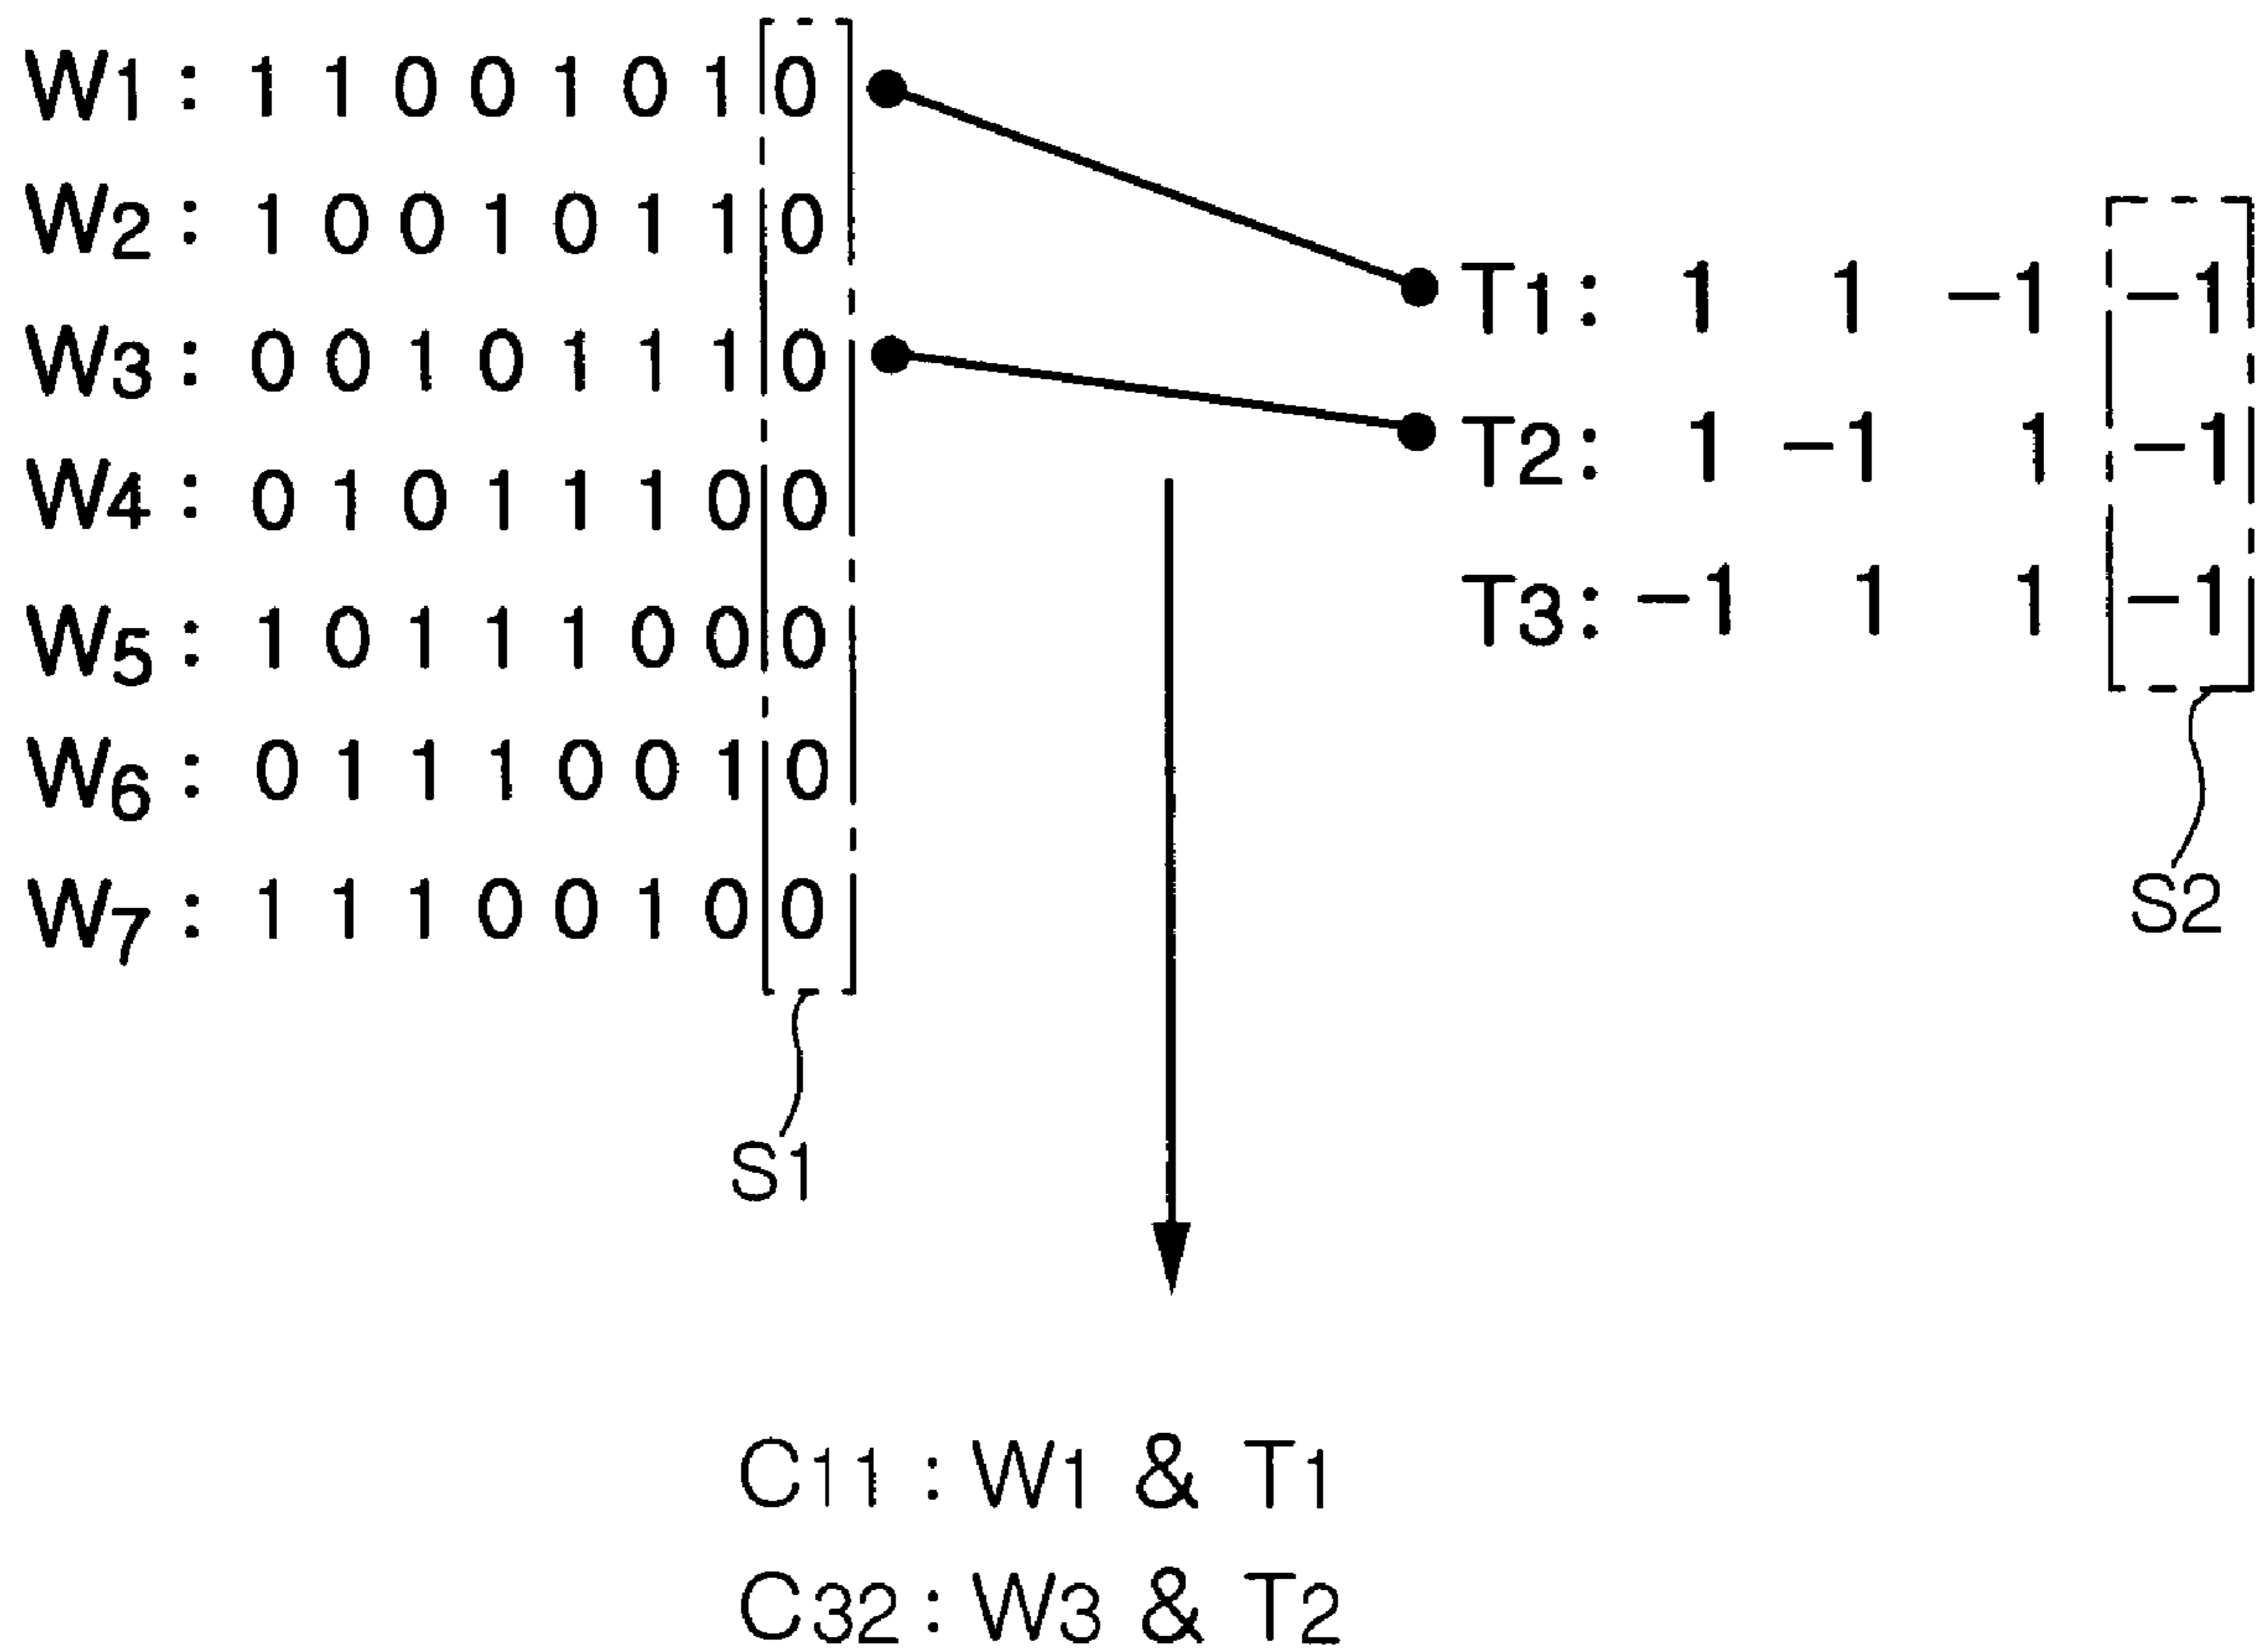 W1 : 1 1 0 0 1 0 1 0
W2 : 1 0 0 1 0 1 1 0
W3 : 0 0 1 0 1 1 1 0
W4 : 0 1 0 1 1 1 0 0
W5 : 1 0 1 1 1 0 0 0
W6 : 0 1 1 1 0 0 1 0
W7 : 1 1 1 0 0 1 0 0
S1
T1: 1 1 -1 -1
T2: 1 -1 1 -1
T3: -1 1 1 -1
S2
C11 : W1 & T1
C32 : W3 & T2